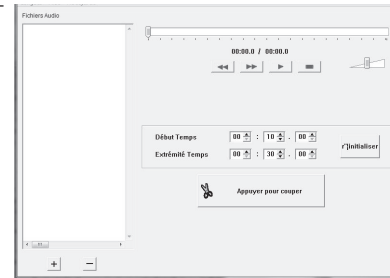 Fichiers Audio
00:00.0 / 00:00.0
Début Temps 00 : 10 . 00
r'|initialiser
Extrémité Temps 00 : 30 . 00
Appuyer pour couper